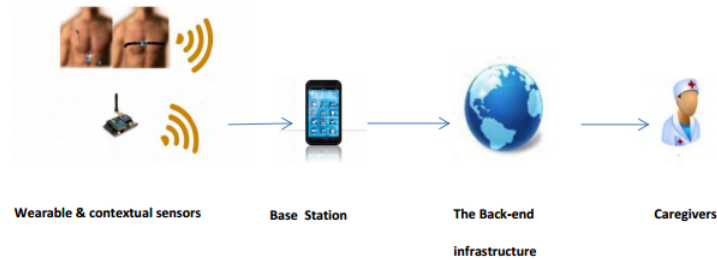 Wearable & contextual sensors
Base Station
The Back-end
infrastructure
Caregivers